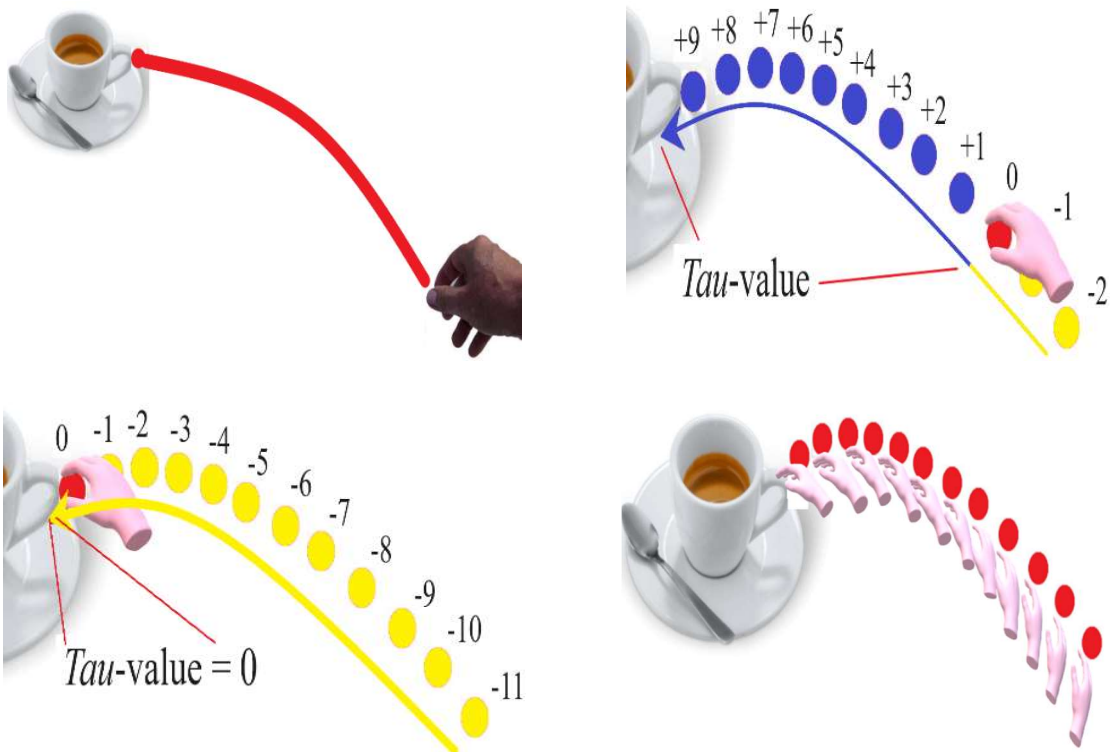 +9 +8 +7 +6 +5 +4 +3 +2 +1 0 -1 -2
Tau-value
0 -1 -2 -3 -4 -5 -6 -7 -8 -9 -10 -11
Tau-value = 0